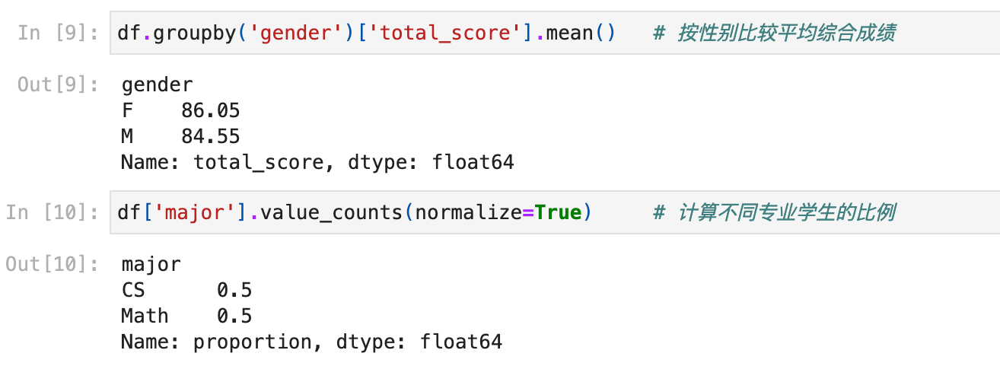 In [9]: df.groupby('gender')['total_score'].mean()   # 按性别比较平均综合成绩
Out[9]: gender
F    86.05
M    84.55
Name: total_score, dtype: float64
In [10]: df['major'].value_counts(normalize=True)     # 计算不同专业学生的比例
Out[10]: major
CS      0.5
Math    0.5
Name: proportion, dtype: float64